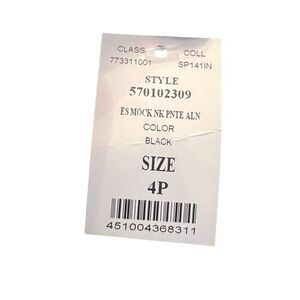 CLASS COLL
773311001 SP141IN
STYLE
570102309
ES MOCK NK PNTE ALN
COLOR
BLACK
SIZE
4P
451004368311